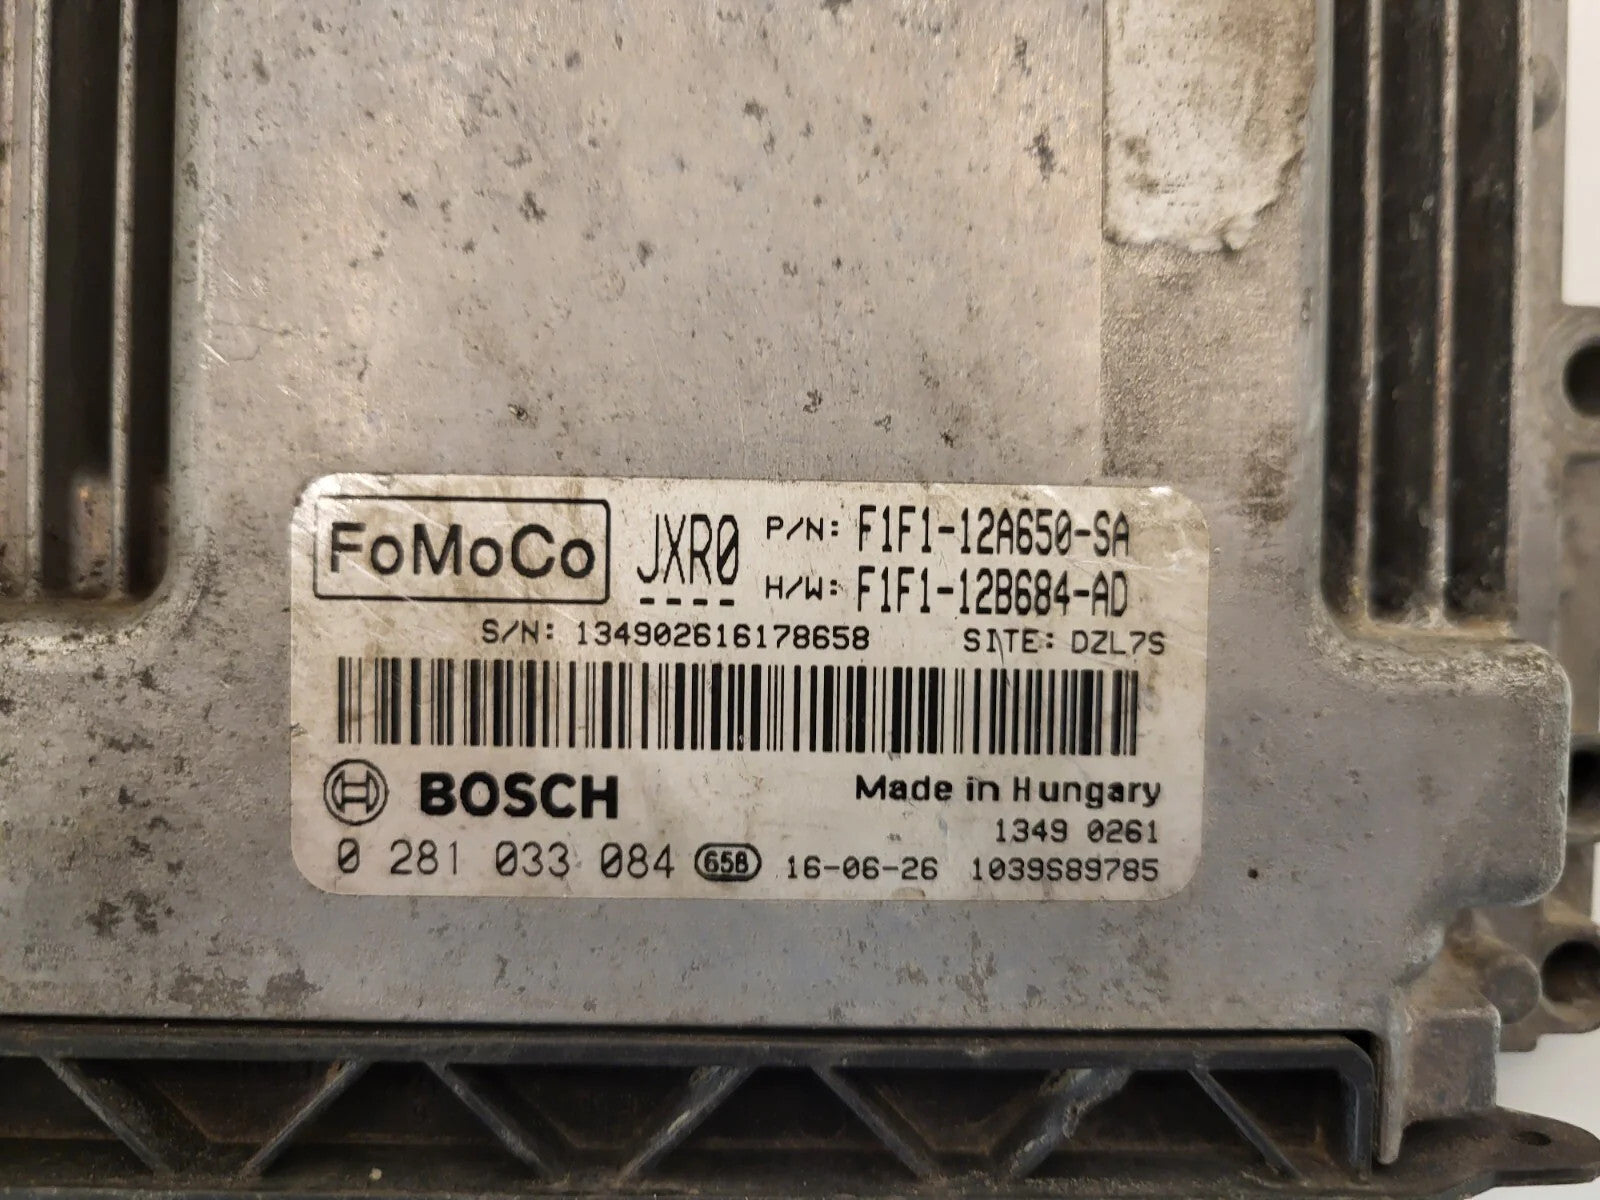 FoMoCo JXR0 P/N: F1F1-12A650-SA
H/W: F1F1-12B684-AD
S/N: 134902616178658 SITE: DZL7S
BOSCH Made in Hungary
1349 0261
0 281 033 084 658 16-06-26 1039S89785